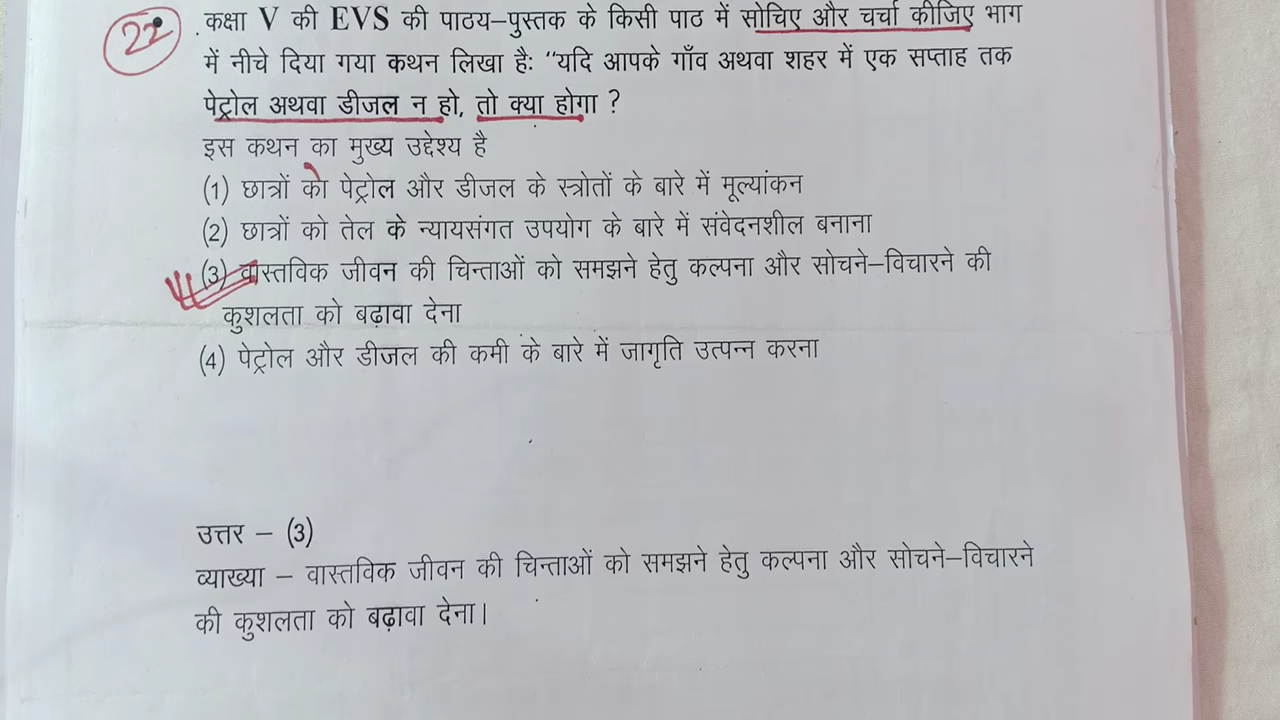 22
कक्षा V की EVS की पाठय–पुस्तक के किसी पाठ में सोचिए और चर्चा कीजिए भाग
में नीचे दिया गया कथन लिखा है: “यदि आपके गाँव अथवा शहर में एक सप्ताह तक
पेट्रोल अथवा डीजल न हो, तो क्या होगा ?
इस कथन का मुख्य उद्देश्य है
(1) छात्रों को पेट्रोल और डीजल के स्त्रोतों के बारे में मूल्यांकन
(2) छात्रों को तेल के न्यायसंगत उपयोग के बारे में संवेदनशील बनाना
(3) वास्तविक जीवन की चिन्ताओं को समझने हेतु कल्पना और सोचने–विचारने की
कुशलता को बढ़ावा देना
(4) पेट्रोल और डीजल की कमी के बारे में जागृति उत्पन्न करना
उत्तर – (3)
व्याख्या – वास्तविक जीवन की चिन्ताओं को समझने हेतु कल्पना और सोचने–विचारने
की कुशलता को बढ़ावा देना।